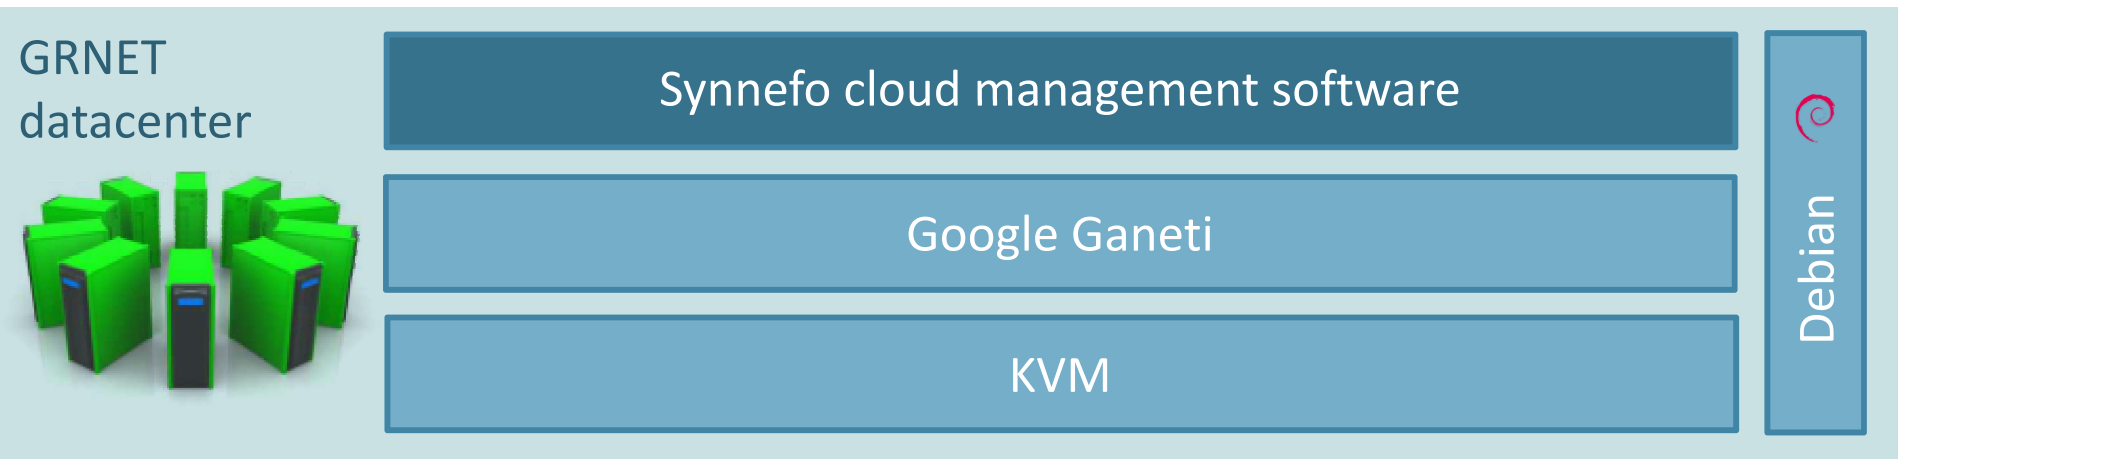 GRNET
datacenter
Synnefo cloud management software
Google Ganeti
KVM
Debian